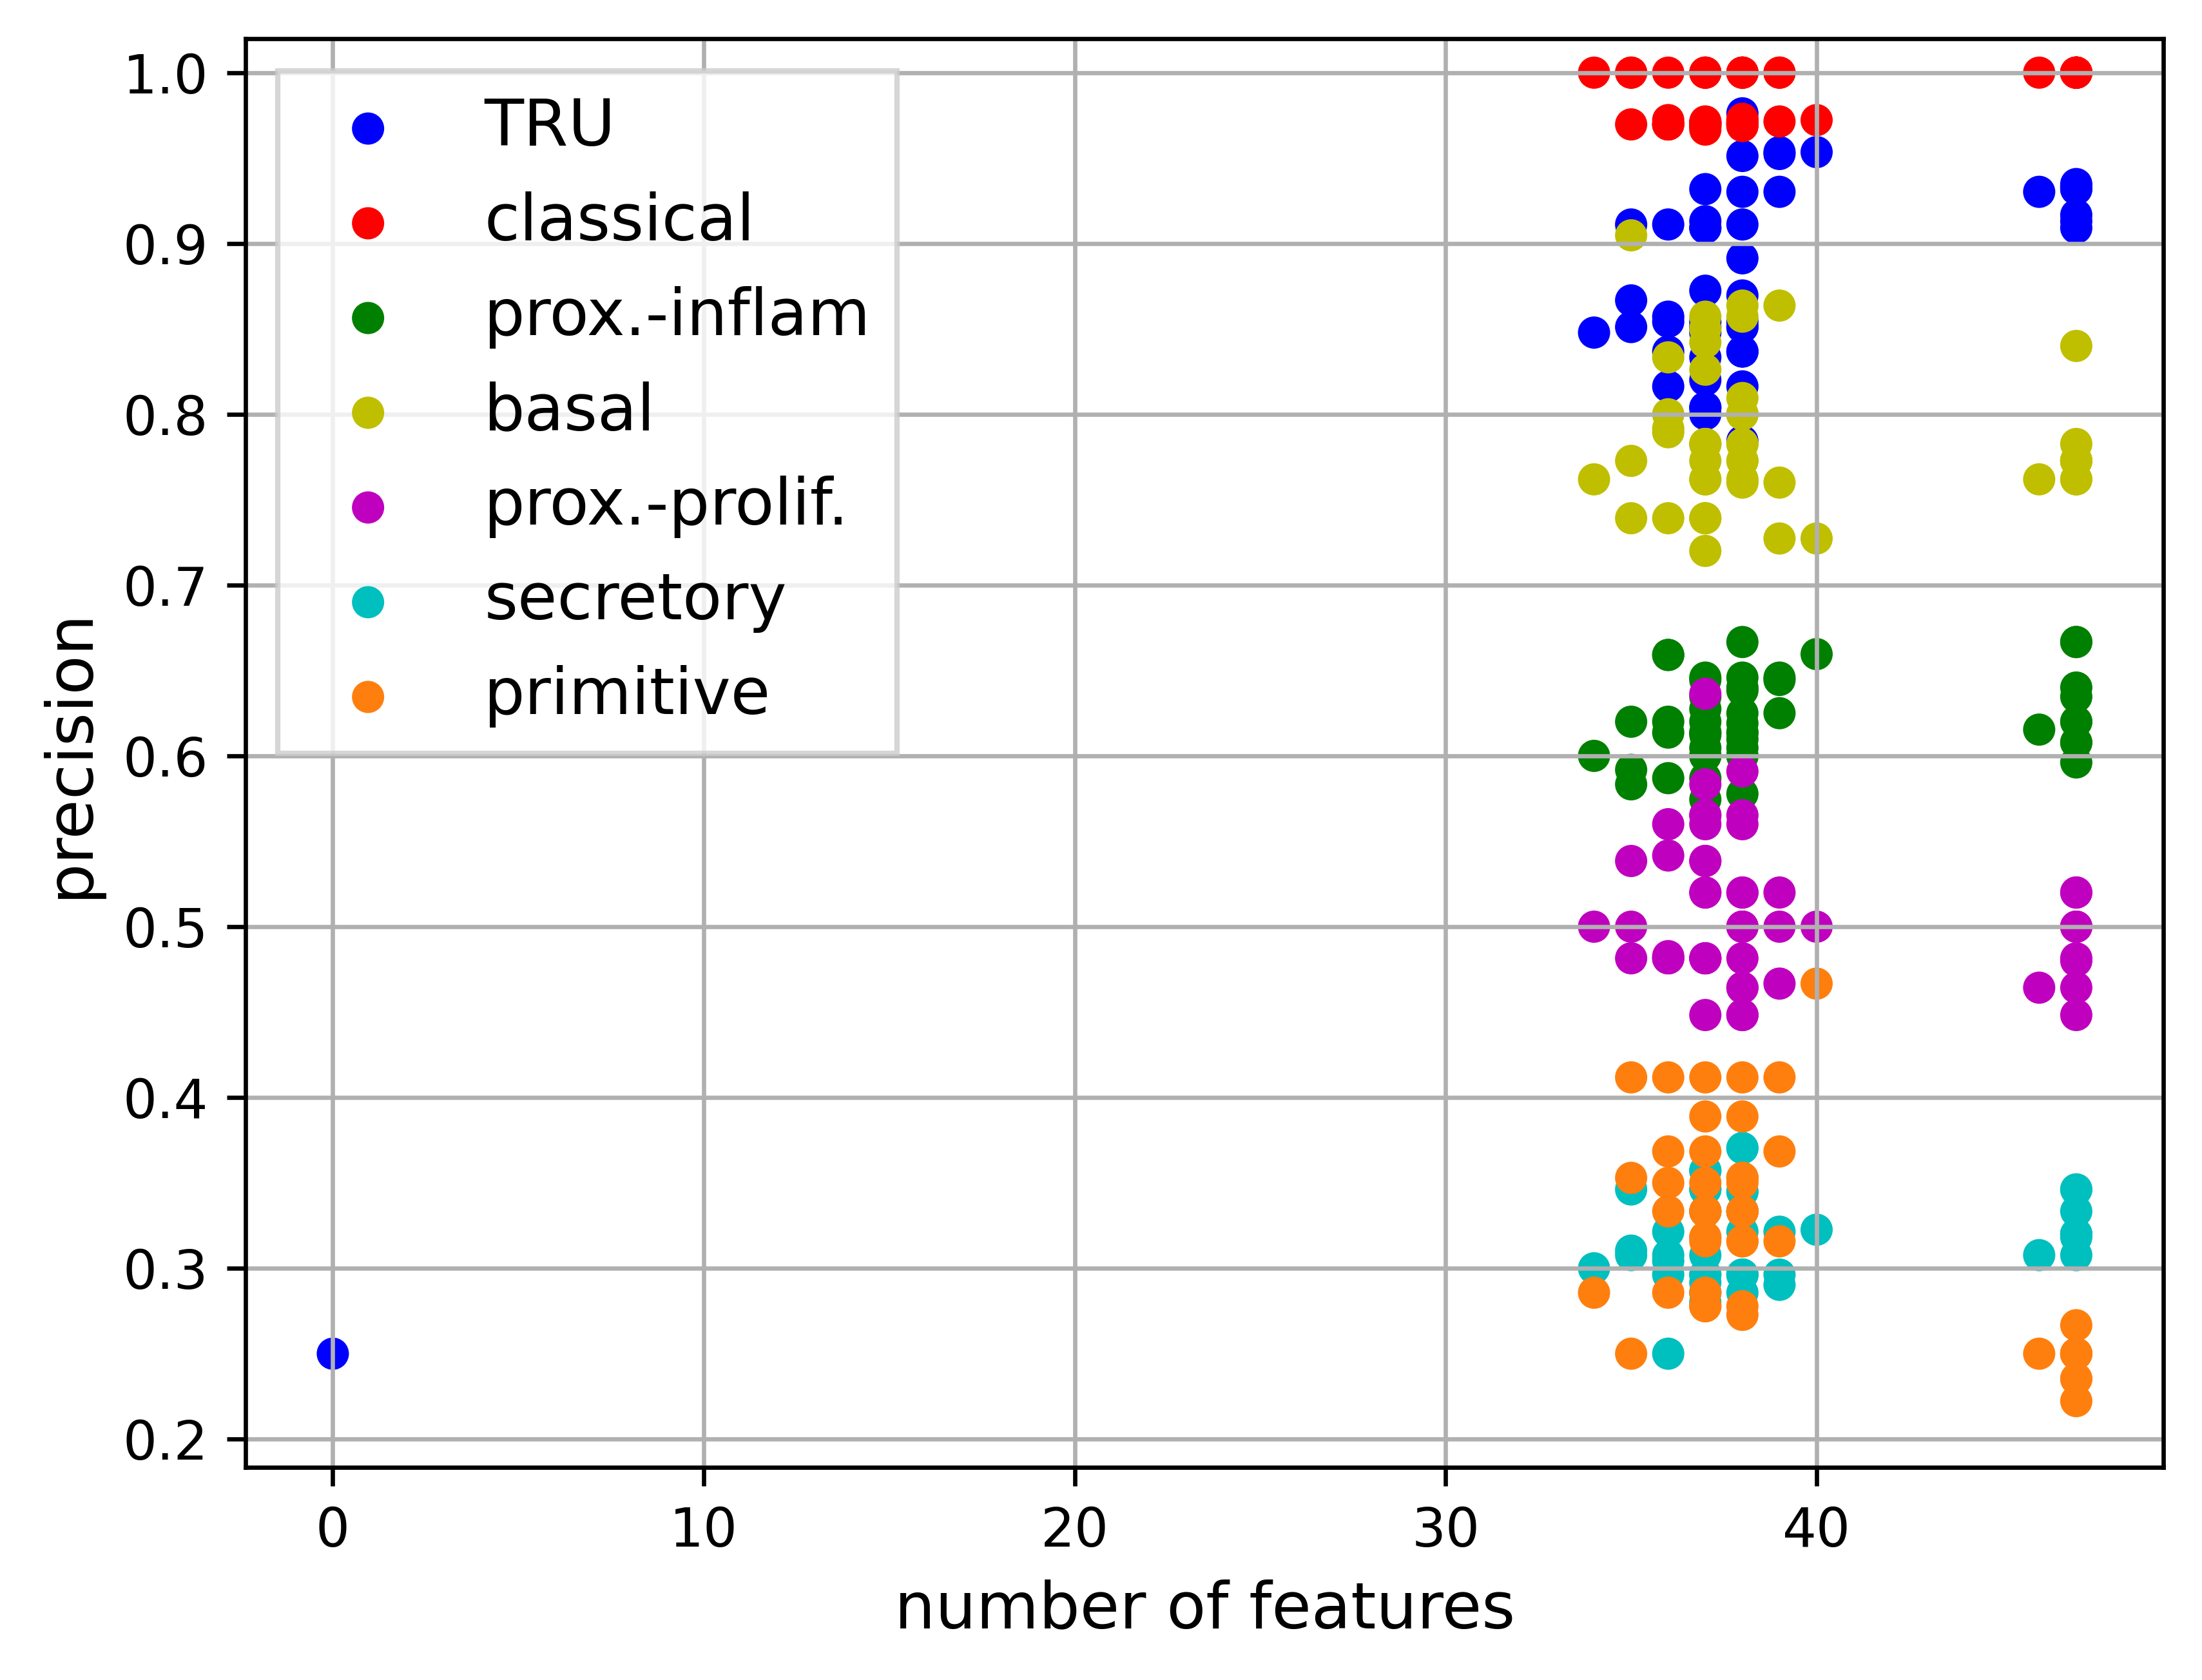 1.0
0.9
0.8
0.7
0.6
0.5
0.4
0.3
0.2
precision
TRU
classical
prox.-inflam
basal
prox.-prolif.
secretory
primitive
0 10 20 30 40
number of features